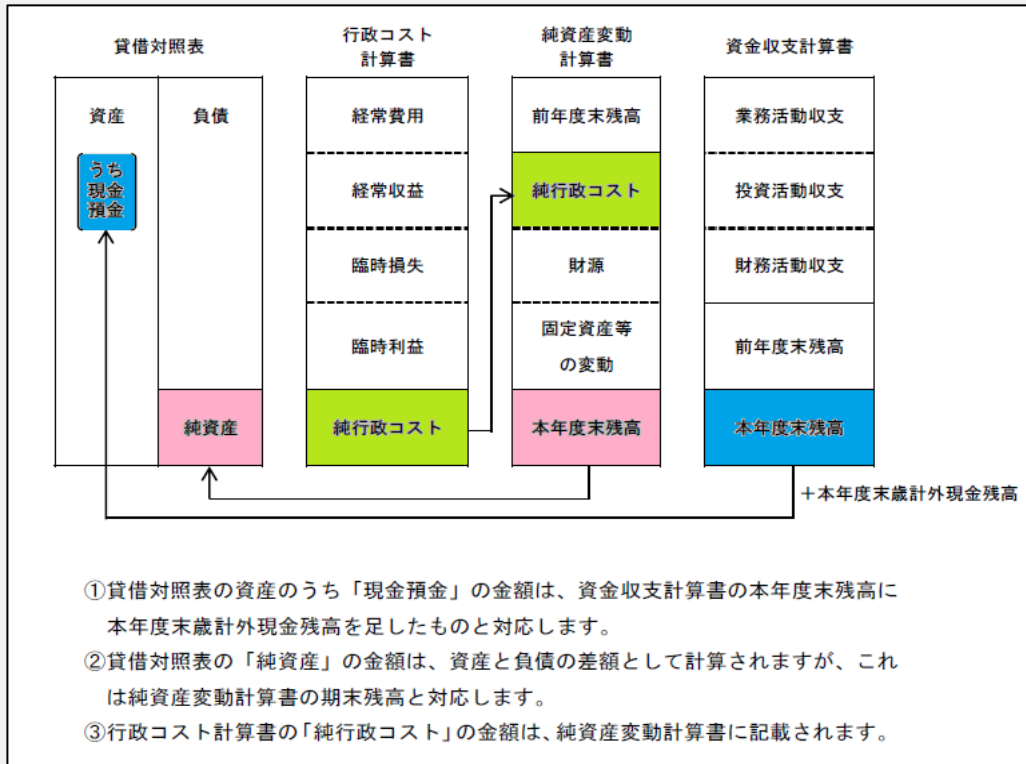 貸借対照表
行政コスト
計算書
純資産変動
計算書
資金収支計算書
資産
負債
うち
現金
預金
純資産
経常費用
経常収益
臨時損失
臨時利益
純行政コスト
前年度末残高
純行政コスト
財源
固定資産等
の変動
本年度末残高
業務活動収支
投資活動収支
財務活動収支
前年度末残高
本年度末残高
＋本年度末歳計外現金残高
①貸借対照表の資産のうち「現金預金」の金額は、資金収支計算書の本年度末残高に
本年度末歳計外現金残高を足したものと対応します。
②貸借対照表の「純資産」の金額は、資産と負債の差額として計算されますが、これ
は純資産変動計算書の期末残高と対応します。
③行政コスト計算書の「純行政コスト」の金額は、純資産変動計算書に記載されます。